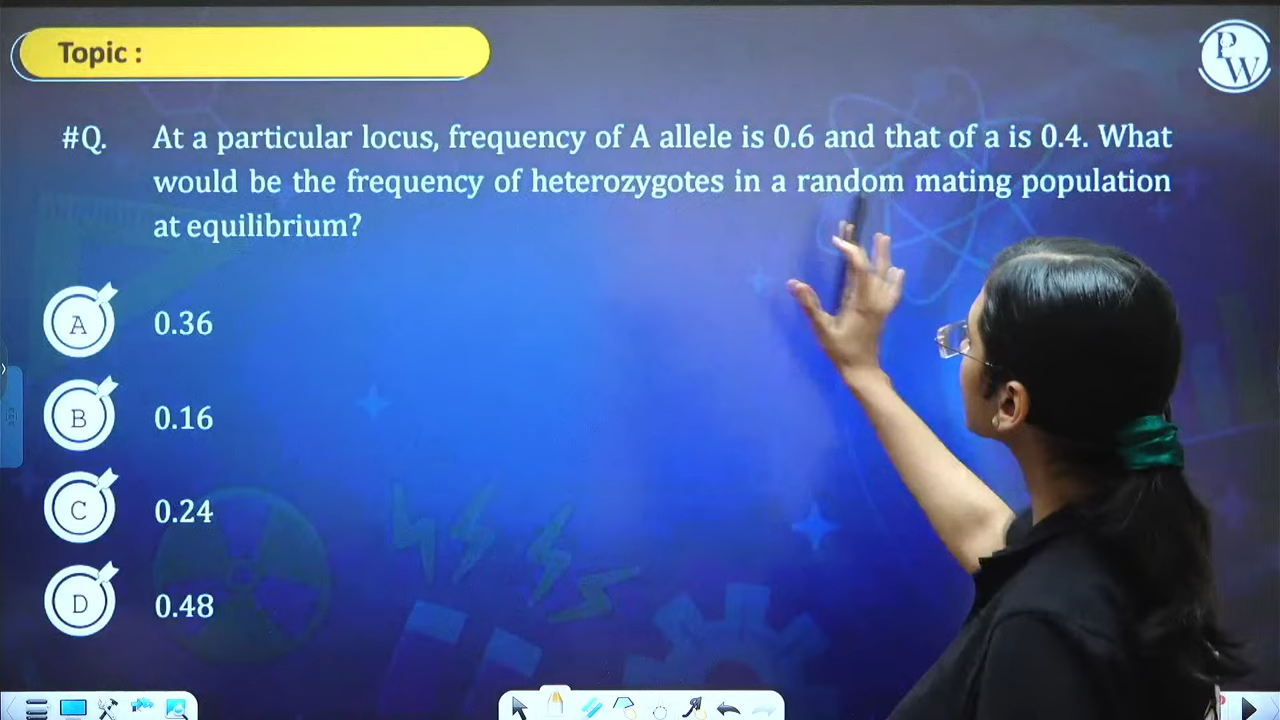 Topic :
PW
#Q. At a particular locus, frequency of A allele is 0.6 and that of a is 0.4. What
would be the frequency of heterozygotes in a random mating population
at equilibrium?
A 0.36
B 0.16
C 0.24
D 0.48